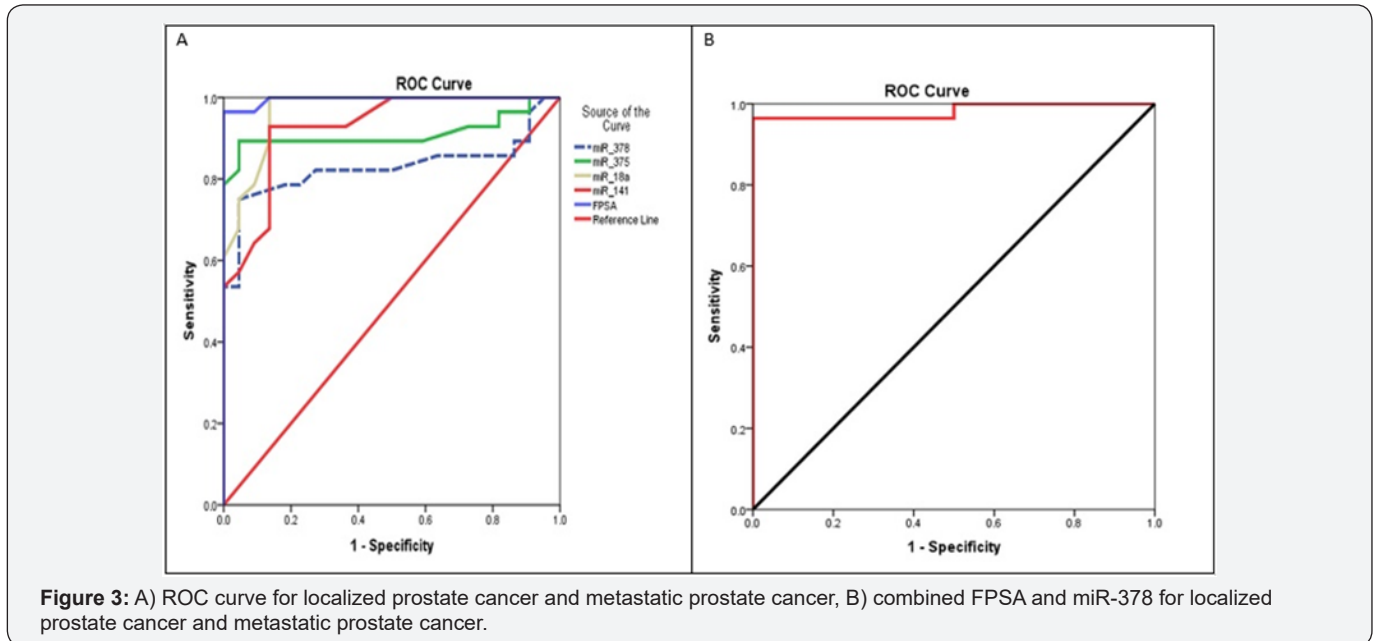 A
ROC Curve
1.0
0.8
0.6
0.4
0.2
0.0
Sensitivity
0.0 0.2 0.4 0.6 0.8 1.0
1 - Specificity
Source of the
Curve
miR_378
miR_375
miR_18a
miR_141
FPSA
Reference Line
B
ROC Curve
1.0
0.8
0.6
0.4
0.2
0.0
Sensitivity
0.0 0.2 0.4 0.6 0.8 1.0
1 - Specificity
Figure 3: A) ROC curve for localized prostate cancer and metastatic prostate cancer, B) combined FPSA and miR-378 for localized
prostate cancer and metastatic prostate cancer.